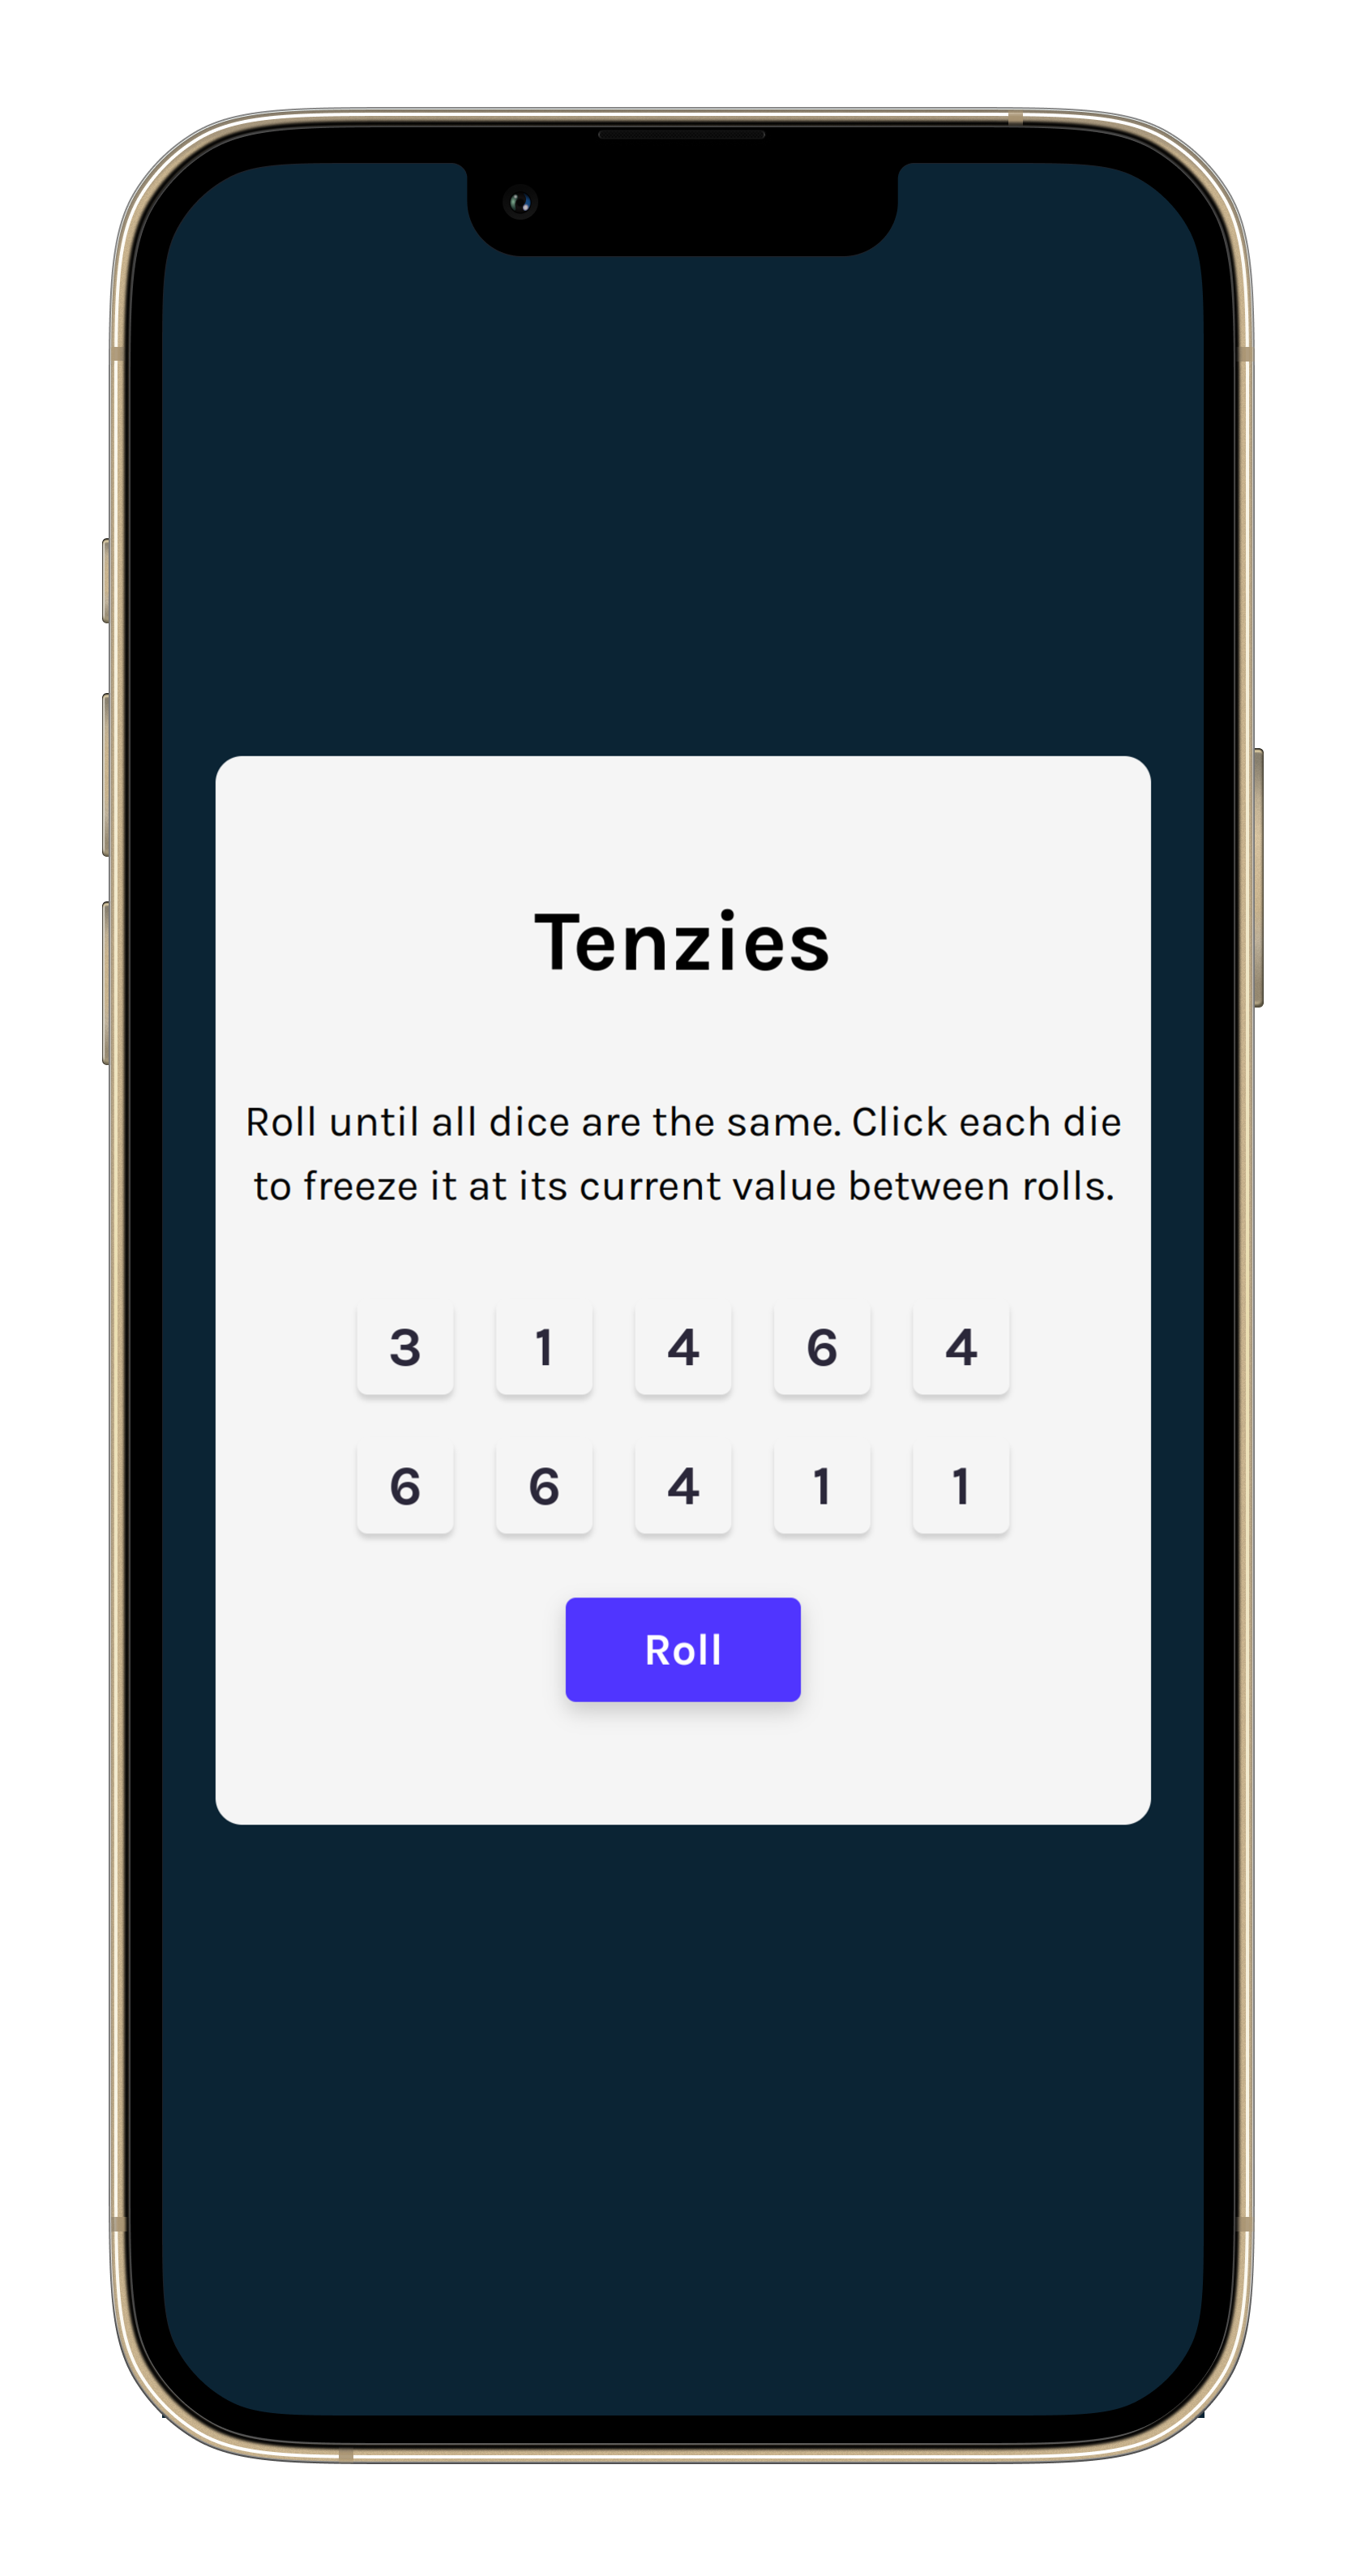 Tenzies
Roll until all dice are the same. Click each die
to freeze it at its current value between rolls.
3 1 4 6 4
6 6 4 1 1
Roll